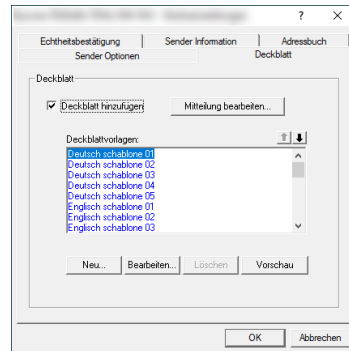 Echtheitsbestätigung Sender Information Adressbuch
Sender Optionen Deckblatt
Deckblatt
Deckblatt hinzufügen Mitteilung bearbeiten...
Deckblattvorlagen:
Deutsch schablone 01
Deutsch schablone 02
Deutsch schablone 03
Deutsch schablone 04
Deutsch schablone 05
Englisch schablone 01
Englisch schablone 02
Englisch schablone 03
Neu... Bearbeiten... Löschen Vorschau
OK Abbrechen